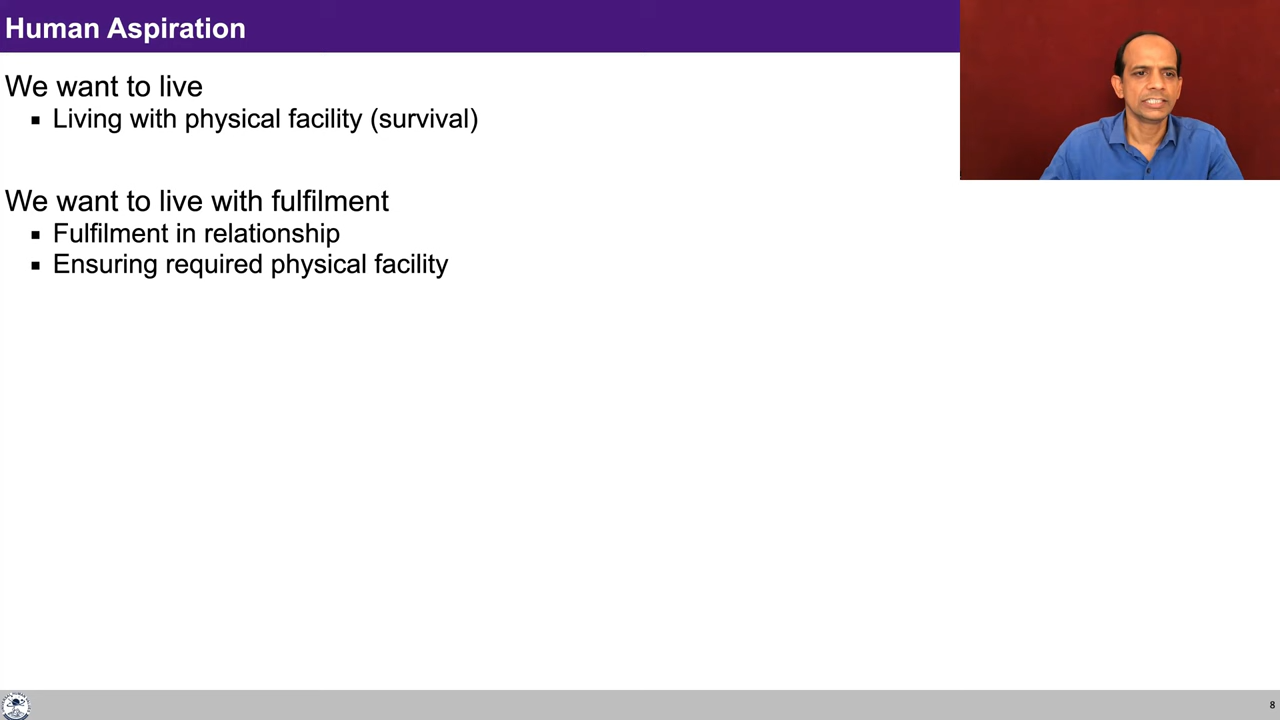 Human Aspiration
We want to live
▪ Living with physical facility (survival)
We want to live with fulfilment
▪ Fulfilment in relationship
▪ Ensuring required physical facility
8